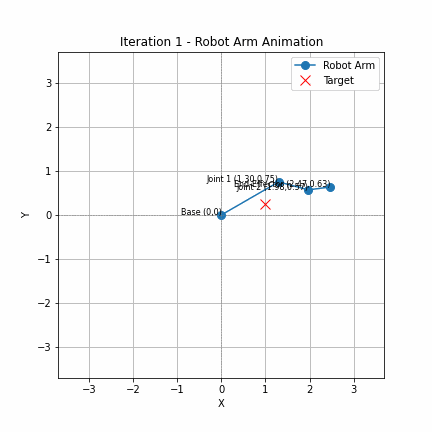 Iteration 1 - Robot Arm Animation
Robot Arm
Target
Y
3
2
1
0
−1
−2
−3
Joint 1 (1.30,0.75)
Base (0,0)
−3
−2
−1
0
1
2
3
X